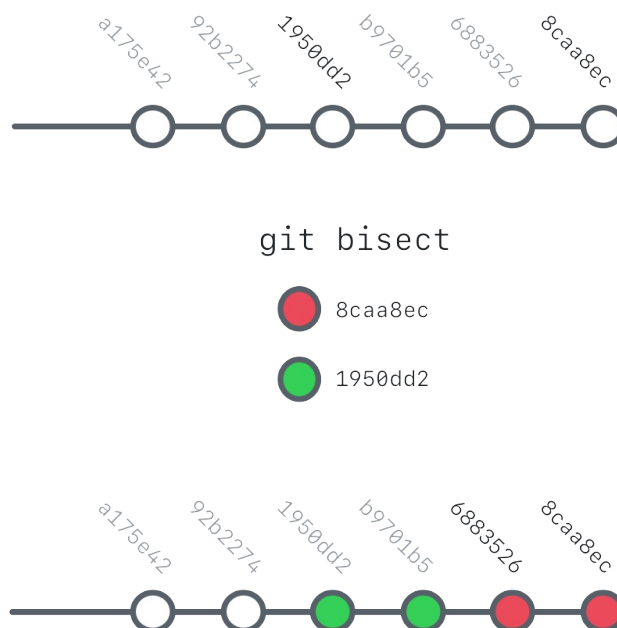 a175e42 92b2274 1950dd2 b9701b5 6883526 8caa8ec
git bisect
8caa8ec
1950dd2
a175e42 92b2274 1950dd2 b9701b5 6883526 8caa8ec